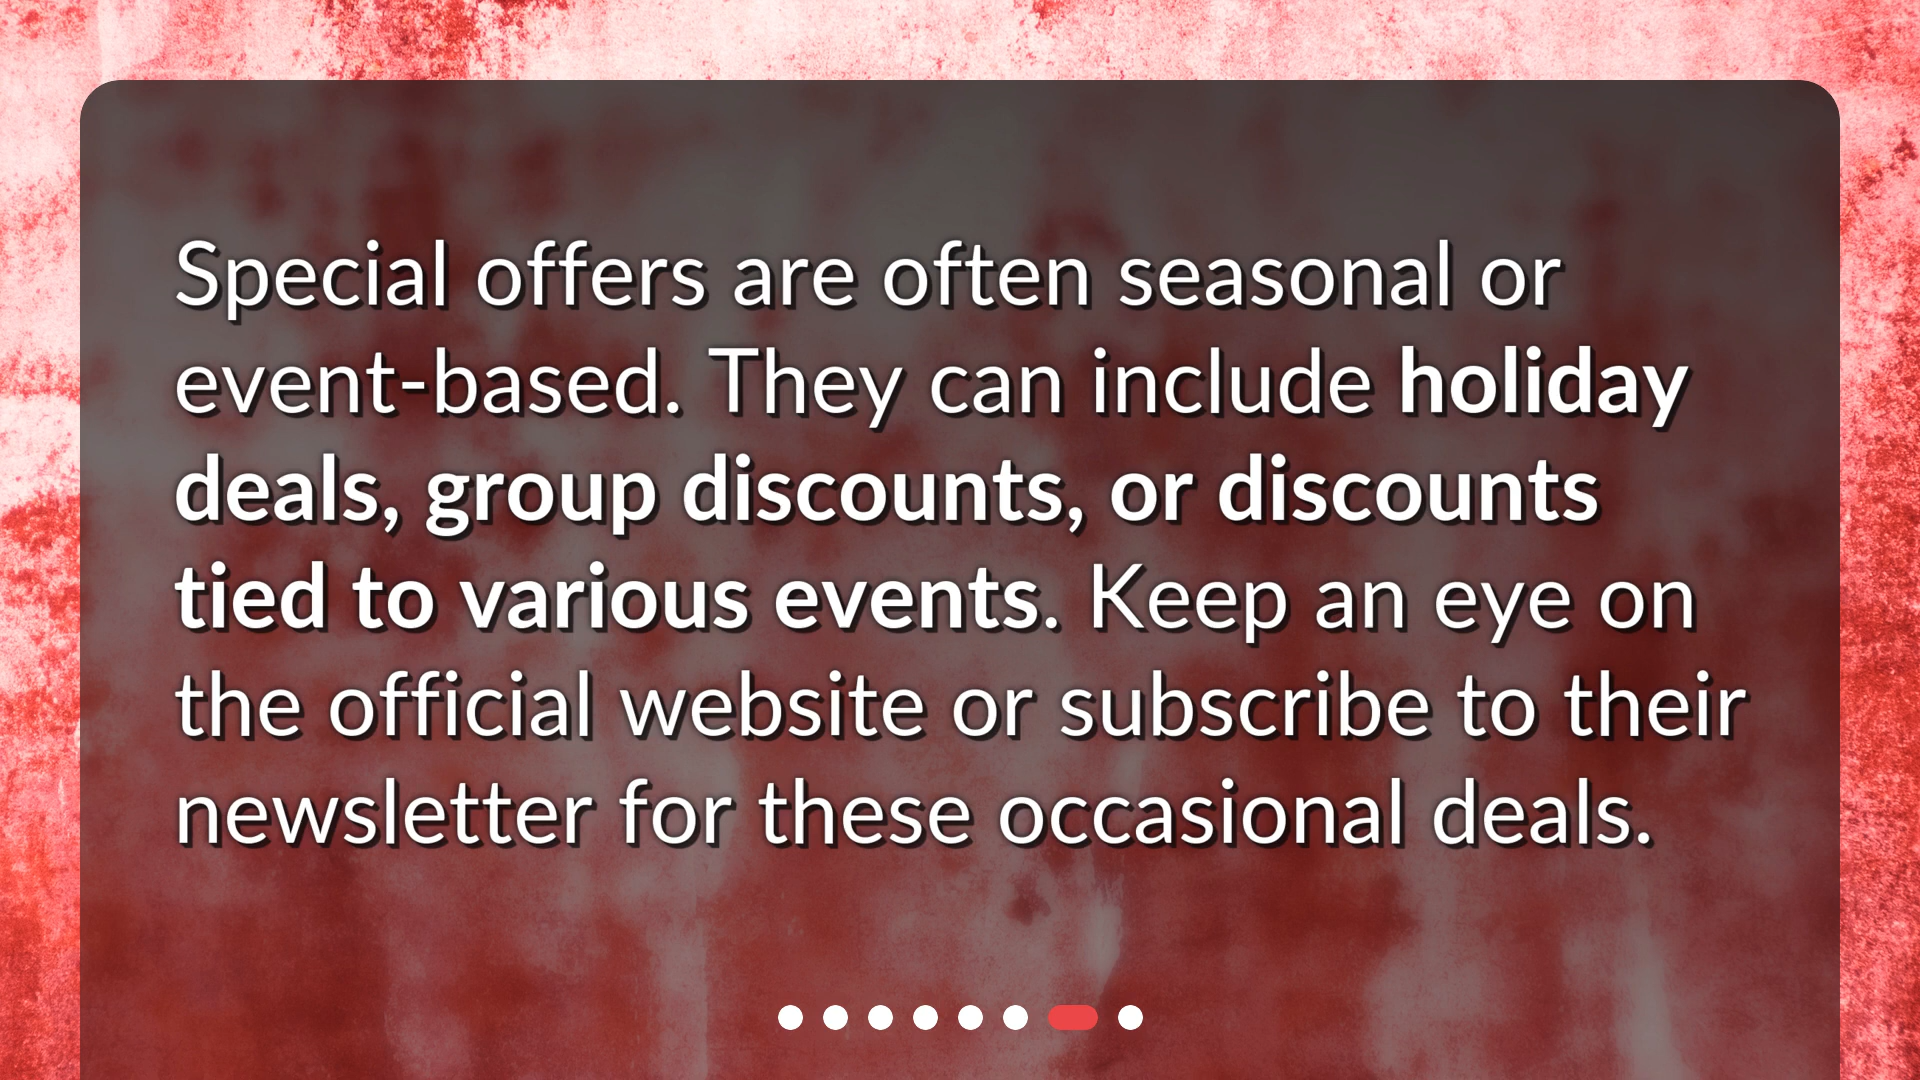 Special offers are often seasonal or
event-based. They can include holiday
deals, group discounts, or discounts
tied to various events. Keep an eye on
the official website or subscribe to their
newsletter for these occasional deals.